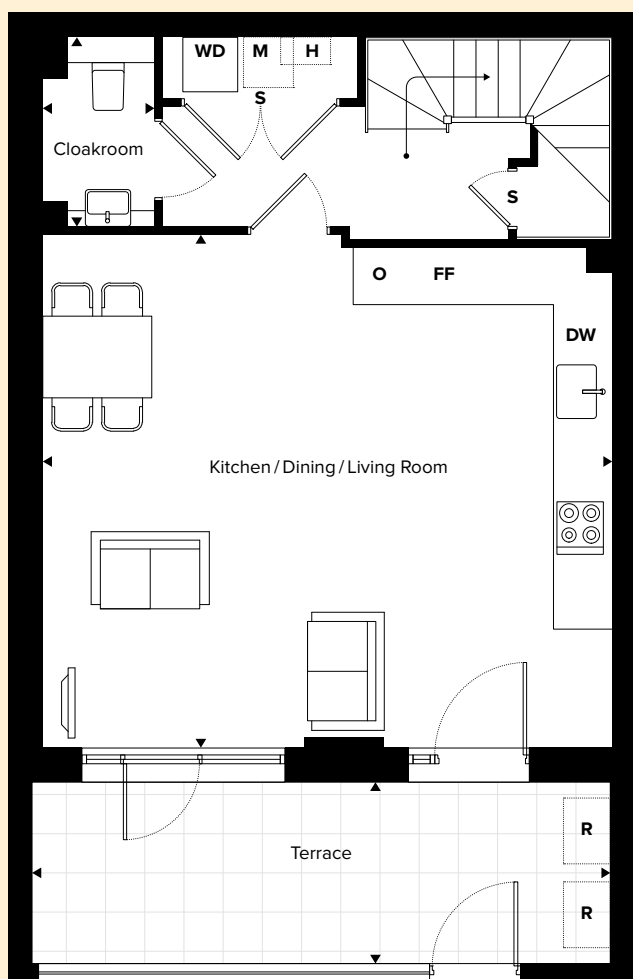 WD M H
S
Cloakroom
S
O FF
DW
Kitchen / Dining / Living Room
Terrace
R
R